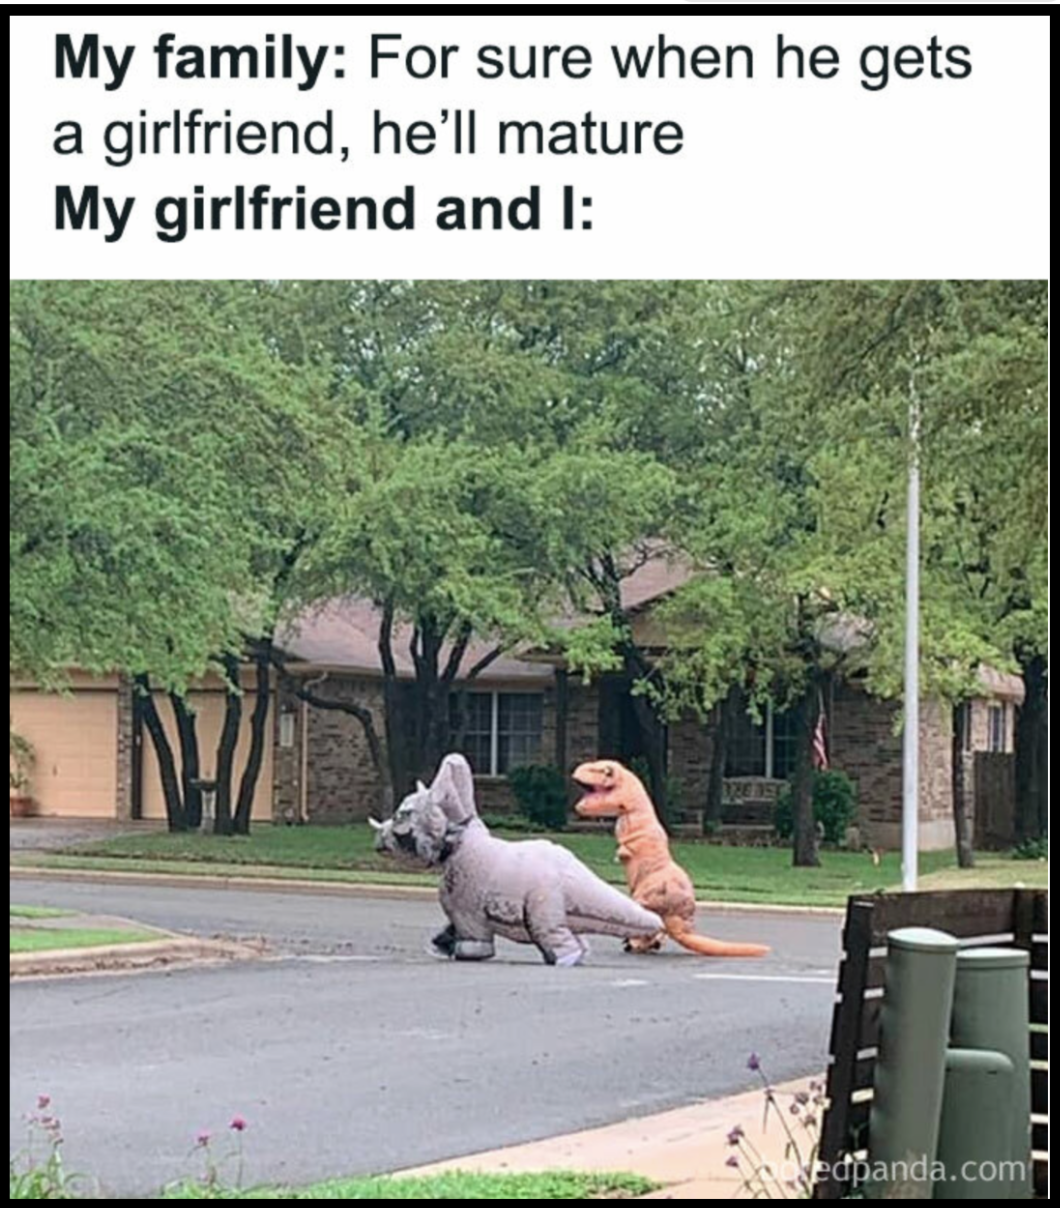 My family: For sure when he gets
a girlfriend, he’ll mature
My girlfriend and I:
edpanda.com